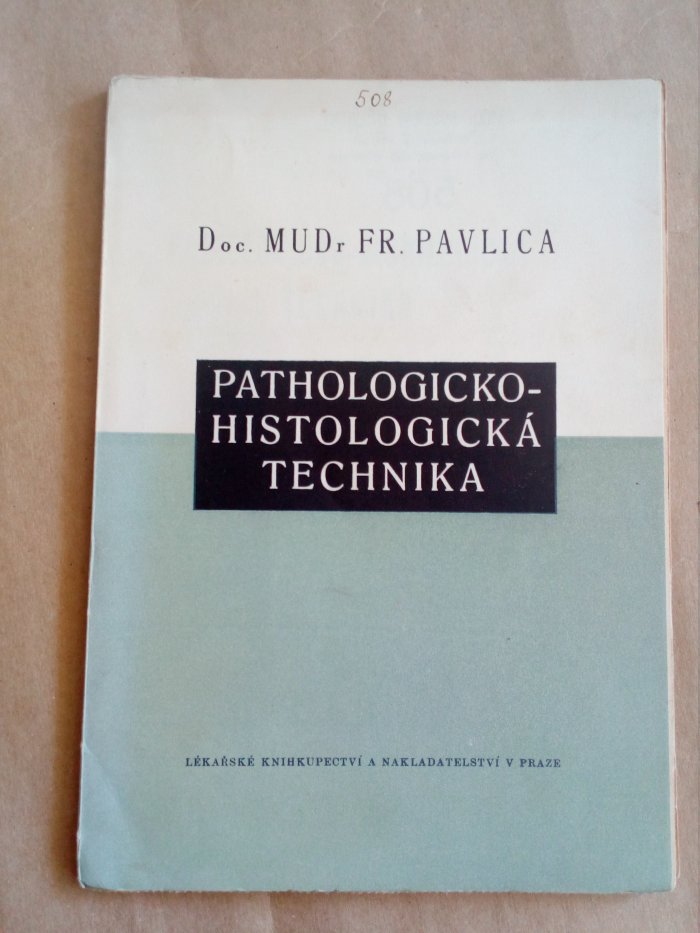 508
Doc. MUDr FR. PAVLICA
PATHOLOGICKO-
HISTOLOGICKÁ
TECHNIKA
LÉKAŘSKÉ KNIHKUPECTVÍ A NAKLADATELSTVÍ V PRAZE